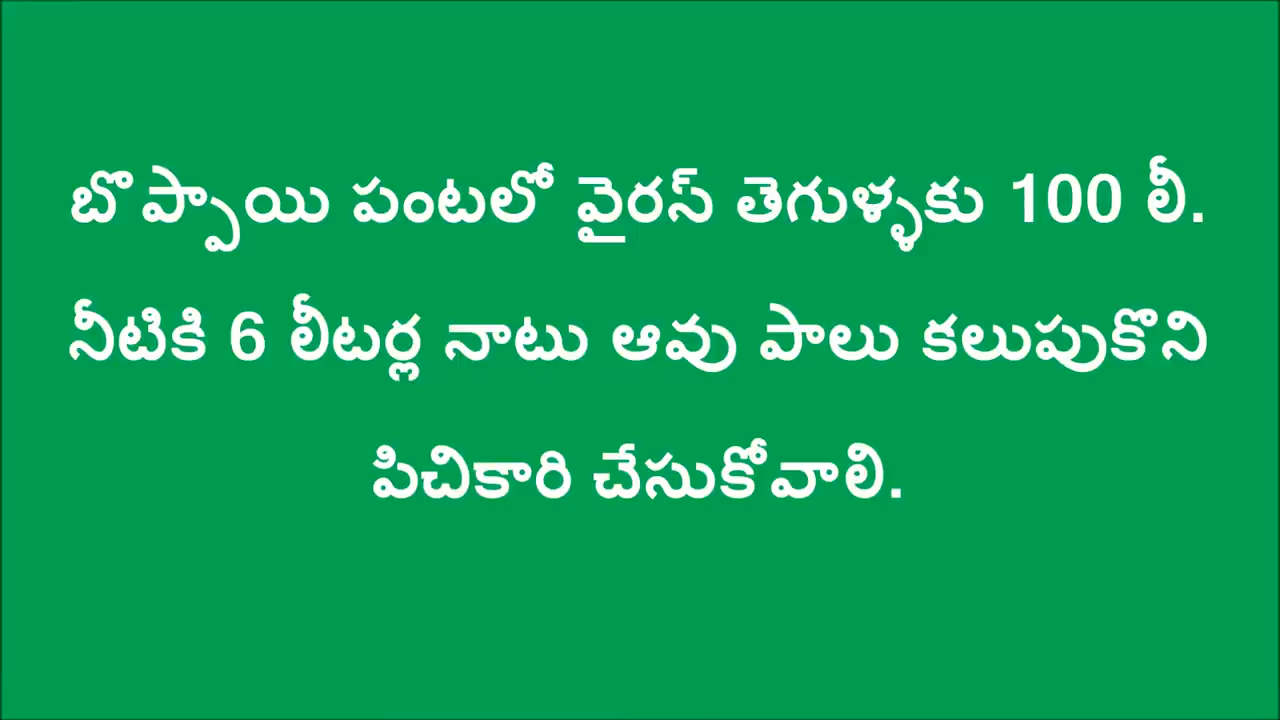 బొప్పాయి పంటలో వైరస్ తెగుళ్ళకు 100 లీ.
నీటికి 6 లీటర్ల నాటు ఆవు పాలు కలుపుకొని
పిచికారి చేసుకోవాలి.